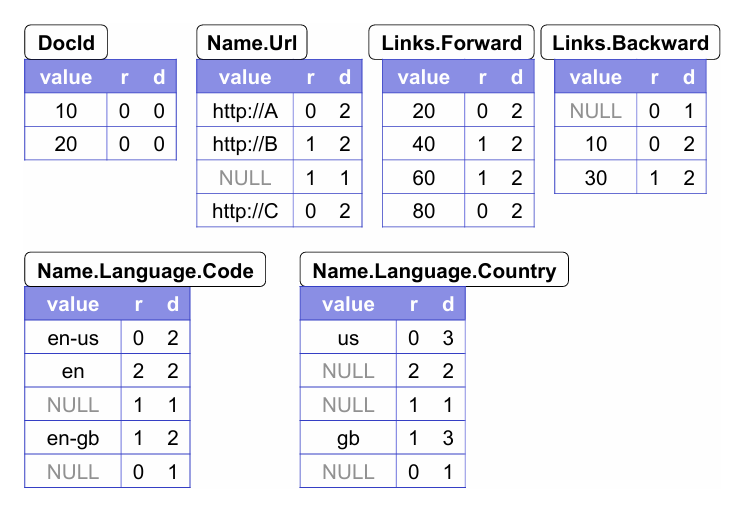 DocId
value r d
10 0 0
20 0 0
Name.Url
value r d
http://A 0 2
http://B 1 2
NULL 1 1
http://C 0 2
Links.Forward
value r d
20 0 2
40 1 2
60 1 2
80 0 2
Links.Backward
value r d
NULL 0 1
10 0 2
30 1 2
Name.Language.Code
value r d
en-us 0 2
en 2 2
NULL 1 1
en-gb 1 2
NULL 0 1
Name.Language.Country
value r d
us 0 3
NULL 2 2
NULL 1 1
gb 1 3
NULL 0 1